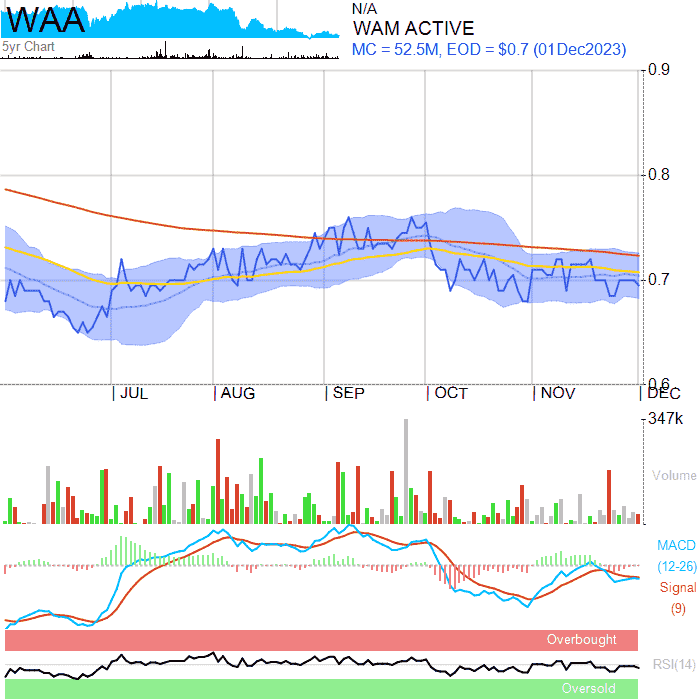 WAA
N/A
WAM ACTIVE
5yr Chart
MC = 52.5M, EOD = $0.7 (01Dec2023)
0.9
0.8
0.7
0.6
JUL AUG SEP OCT NOV DEC
347k
Volume
MACD
(12-26)
Signal
(9)
Overbought
RSI(14)
Oversold